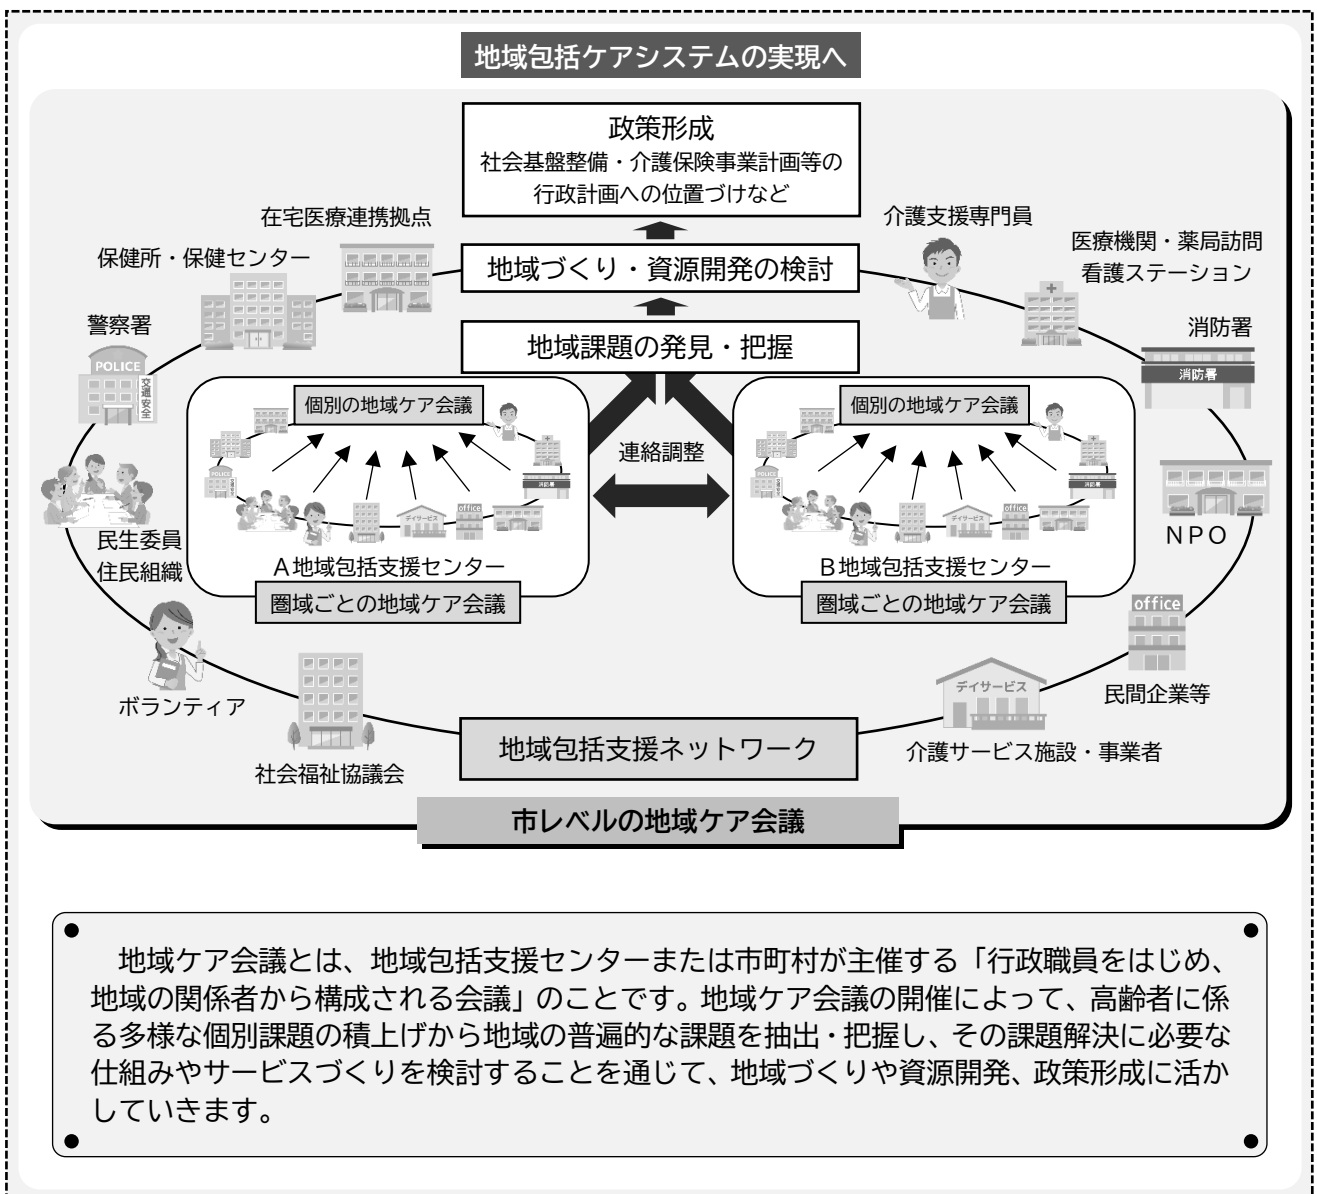 地域包括ケアシステムの実現へ
政策形成
社会基盤整備・介護保険事業計画等の
行政計画への位置づけなど
在宅医療連携拠点
介護支援専門員
保健所・保健センター
地域づくり・資源開発の検討
医療機関・薬局訪問
看護ステーション
警察署
POLICE
交通安全
地域課題の発見・把握
消防署
消防署
個別の地域ケア会議
POLICE
消防署
デイサービス
office
A地域包括支援センター
圏域ごとの地域ケア会議
連絡調整
個別の地域ケア会議
POLICE
消防署
デイサービス
office
B地域包括支援センター
圏域ごとの地域ケア会議
民生委員
住民組織
NPO
office
民間企業等
ボランティア
デイサービス
介護サービス施設・事業者
社会福祉協議会
地域包括支援ネットワーク
市レベルの地域ケア会議
地域ケア会議とは、地域包括支援センターまたは市町村が主催する「行政職員をはじめ、
地域の関係者から構成される会議」のことです。地域ケア会議の開催によって、高齢者に係
る多様な個別課題の積上げから地域の普遍的な課題を抽出・把握し、その課題解決に必要な
仕組みやサービスづくりを検討することを通じて、地域づくりや資源開発、政策形成に活か
していきます。